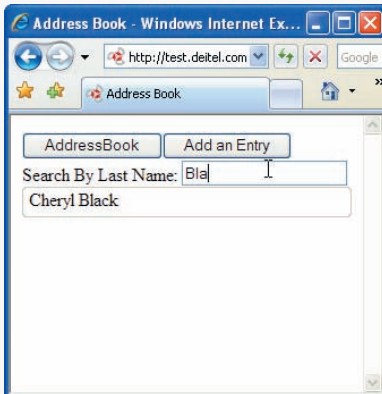 Address Book - Windows Internet Ex...
http://test.deitel.com
Google
Address Book
»
AddressBook Add an Entry
Search By Last Name: Bla
Cheryl Black